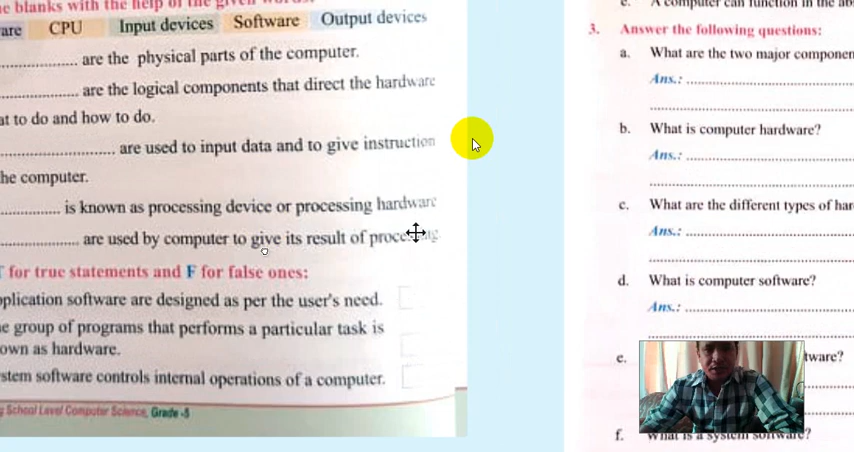 blanks with the help of the given
are CPU Input devices Software Output devices
.................... are the physical parts of the computer.
.................... are the logical components that direct the hardware
at to do and how to do.
.................... are used to input data and to give instruction
he computer.
.................... is known as processing device or processing hardware
.................... are used by computer to give its result of processing
T for true statements and F for false ones:
pplication software are designed as per the user's need.
e group of programs that performs a particular task is
own as hardware.
stem software controls internal operations of a computer.
School Level Computer Science, Grade -5
e. A computer can function in the ab
3. Answer the following questions:
a. What are the two major componen
Ans.: ....................
b. What is computer hardware?
Ans.: ....................
c. What are the different types of har
Ans.: ....................
d. What is computer software?
Ans.: ....................
e. tware?
f. What is a system software?